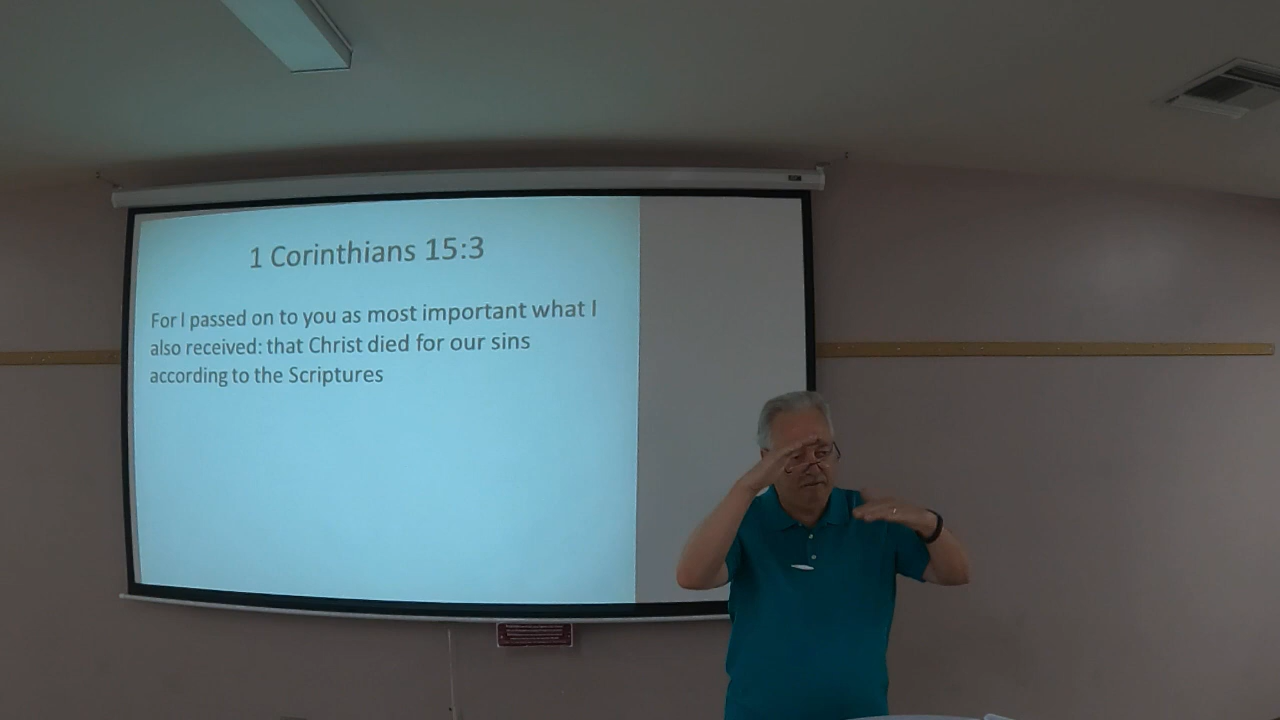 1 Corinthians 15:3
For I passed on to you as most important what I
also received: that Christ died for our sins
according to the Scriptures